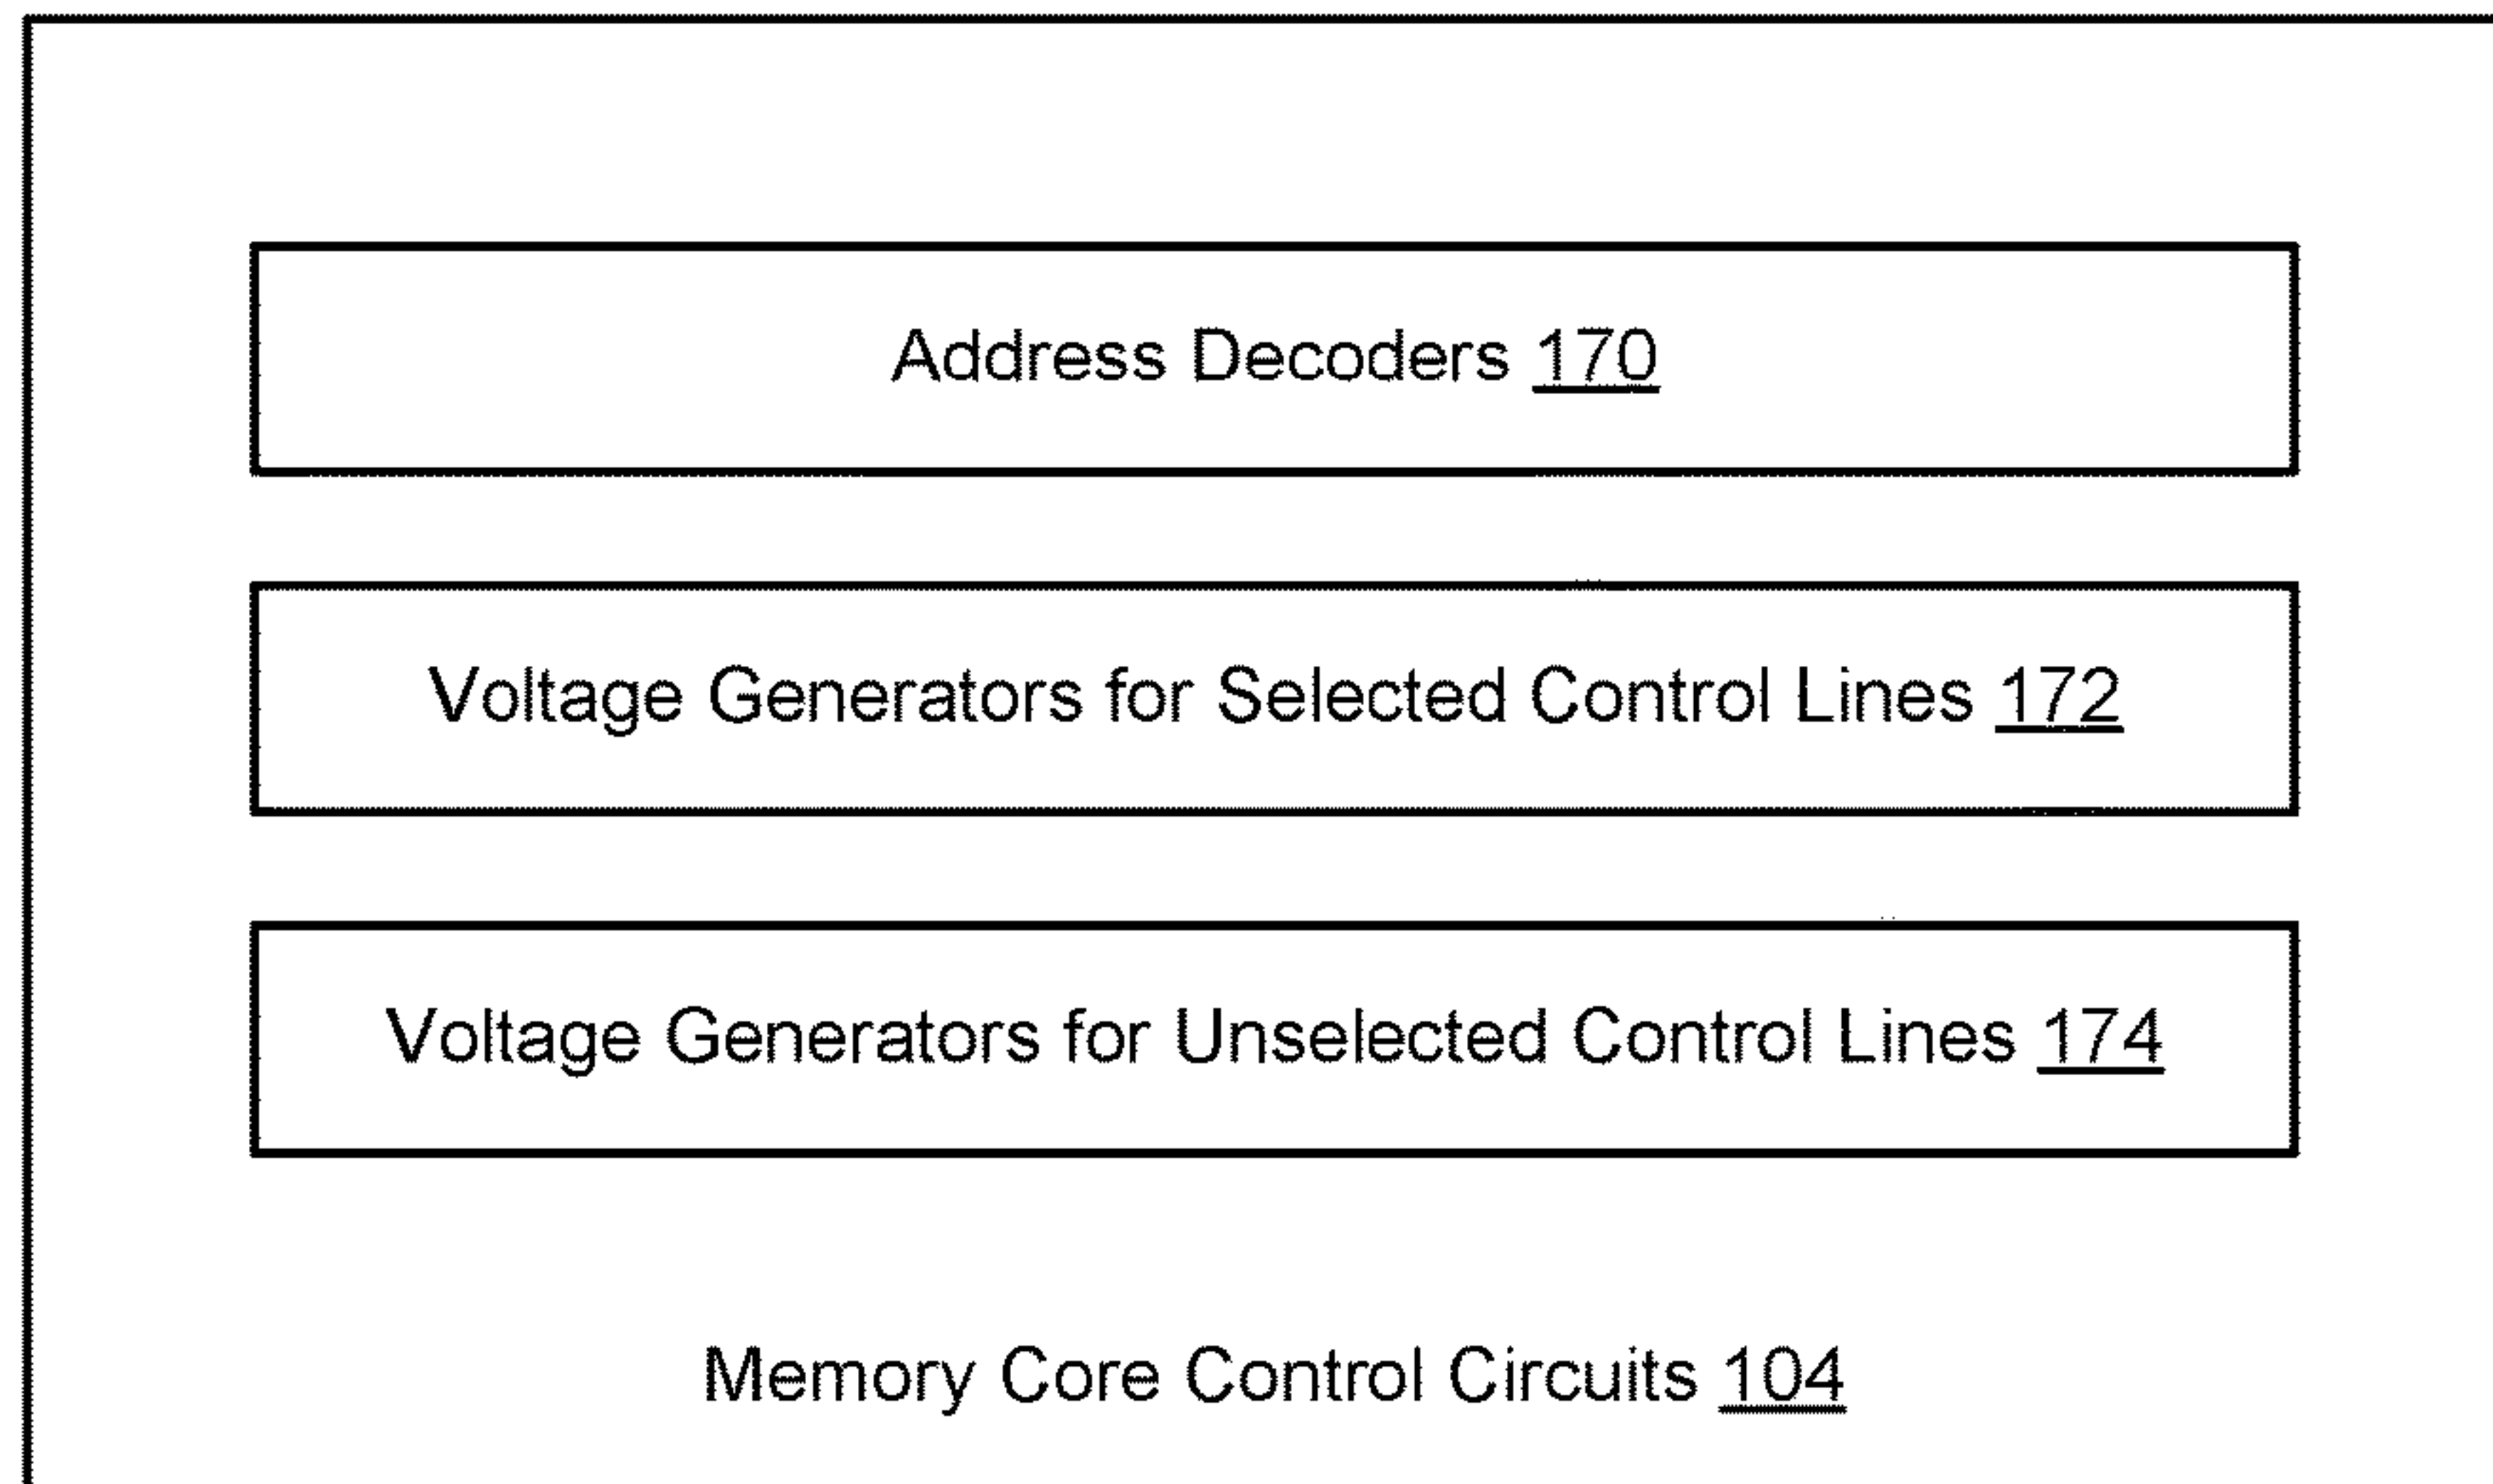 Address Decoders 170
Voltage Generators for Selected Control Lines 172
Voltage Generators for Unselected Control Lines 174
Memory Core Control Circuits 104